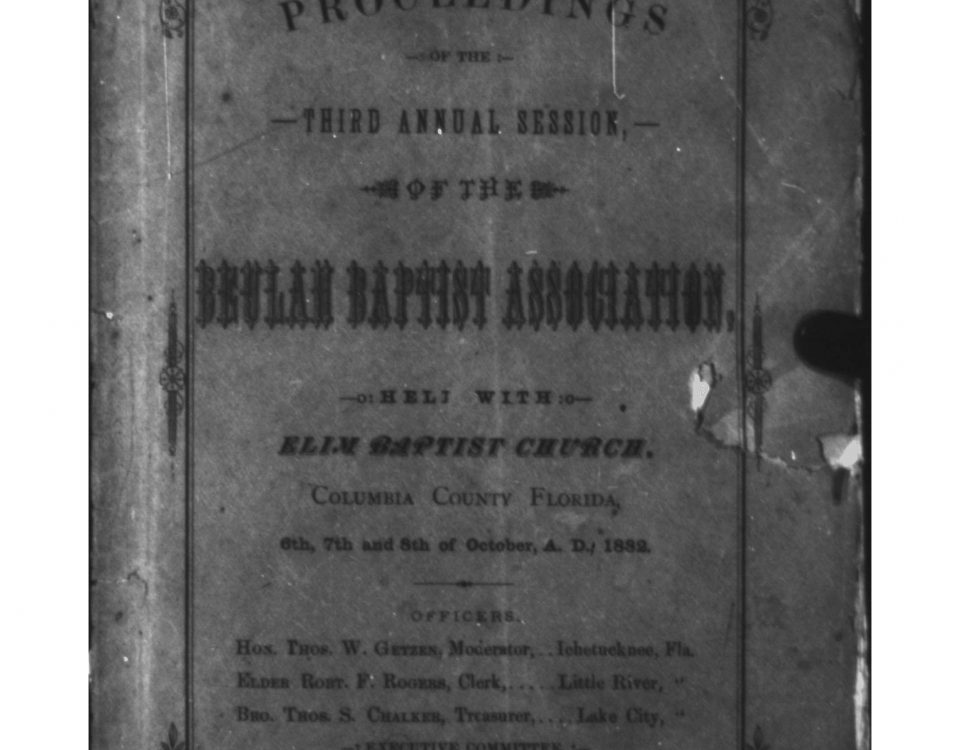 PROCEEDINGS
—: OF THE :—
—THIRD ANNUAL SESSION,—
OF THE
BEULAH BAPTIST ASSOCIATION,
—o: HELD WITH :o—
ELIM BAPTIST CHURCH.
COLUMBIA COUNTY FLORIDA,
6th, 7th and 8th of October, A. D., 1882.
OFFICERS.
HON. THOS. W. GETZEN, Moderator,..Ichetucknee, Fla.
ELDER ROBT. F. ROGERS, Clerk,.....Little River, "
BRO. THOS. S. CHALKER, Treasurer,....Lake City, "
—: EXECUTIVE COMMITTEE :—